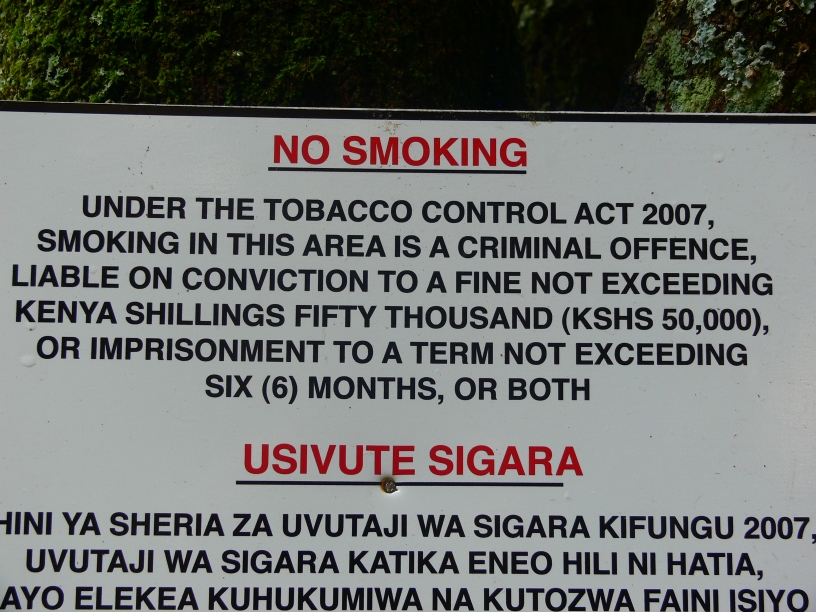 NO SMOKING
UNDER THE TOBACCO CONTROL ACT 2007,
SMOKING IN THIS AREA IS A CRIMINAL OFFENCE,
LIABLE ON CONVICTION TO A FINE NOT EXCEEDING
KENYA SHILLINGS FIFTY THOUSAND (KSHS 50,000),
OR IMPRISONMENT TO A TERM NOT EXCEEDING
SIX (6) MONTHS, OR BOTH
USIVUTE SIGARA
HINI YA SHERIA ZA UVUTAJI WA SIGARA KIFUNGU 2007,
UVUTAJI WA SIGARA KATIKA ENEO HILI NI HATIA,
AYO ELEKEA KUHUKUMIWA NA KUTOZWA FAINI ISIYO